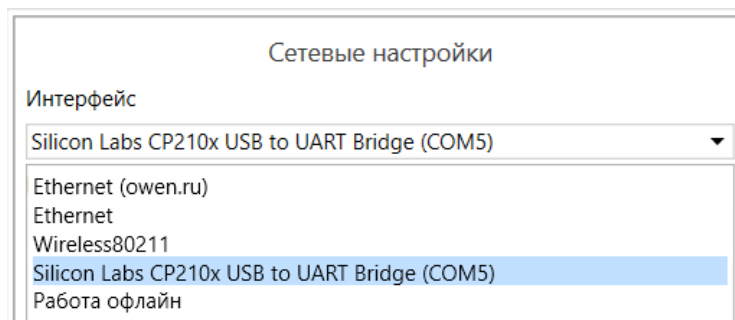 Сетевые настройки
Интерфейс
Silicon Labs CP210x USB to UART Bridge (COM5)
Ethernet (owen.ru)
Ethernet
Wireless80211
Silicon Labs CP210x USB to UART Bridge (COM5)
Работа офлайн